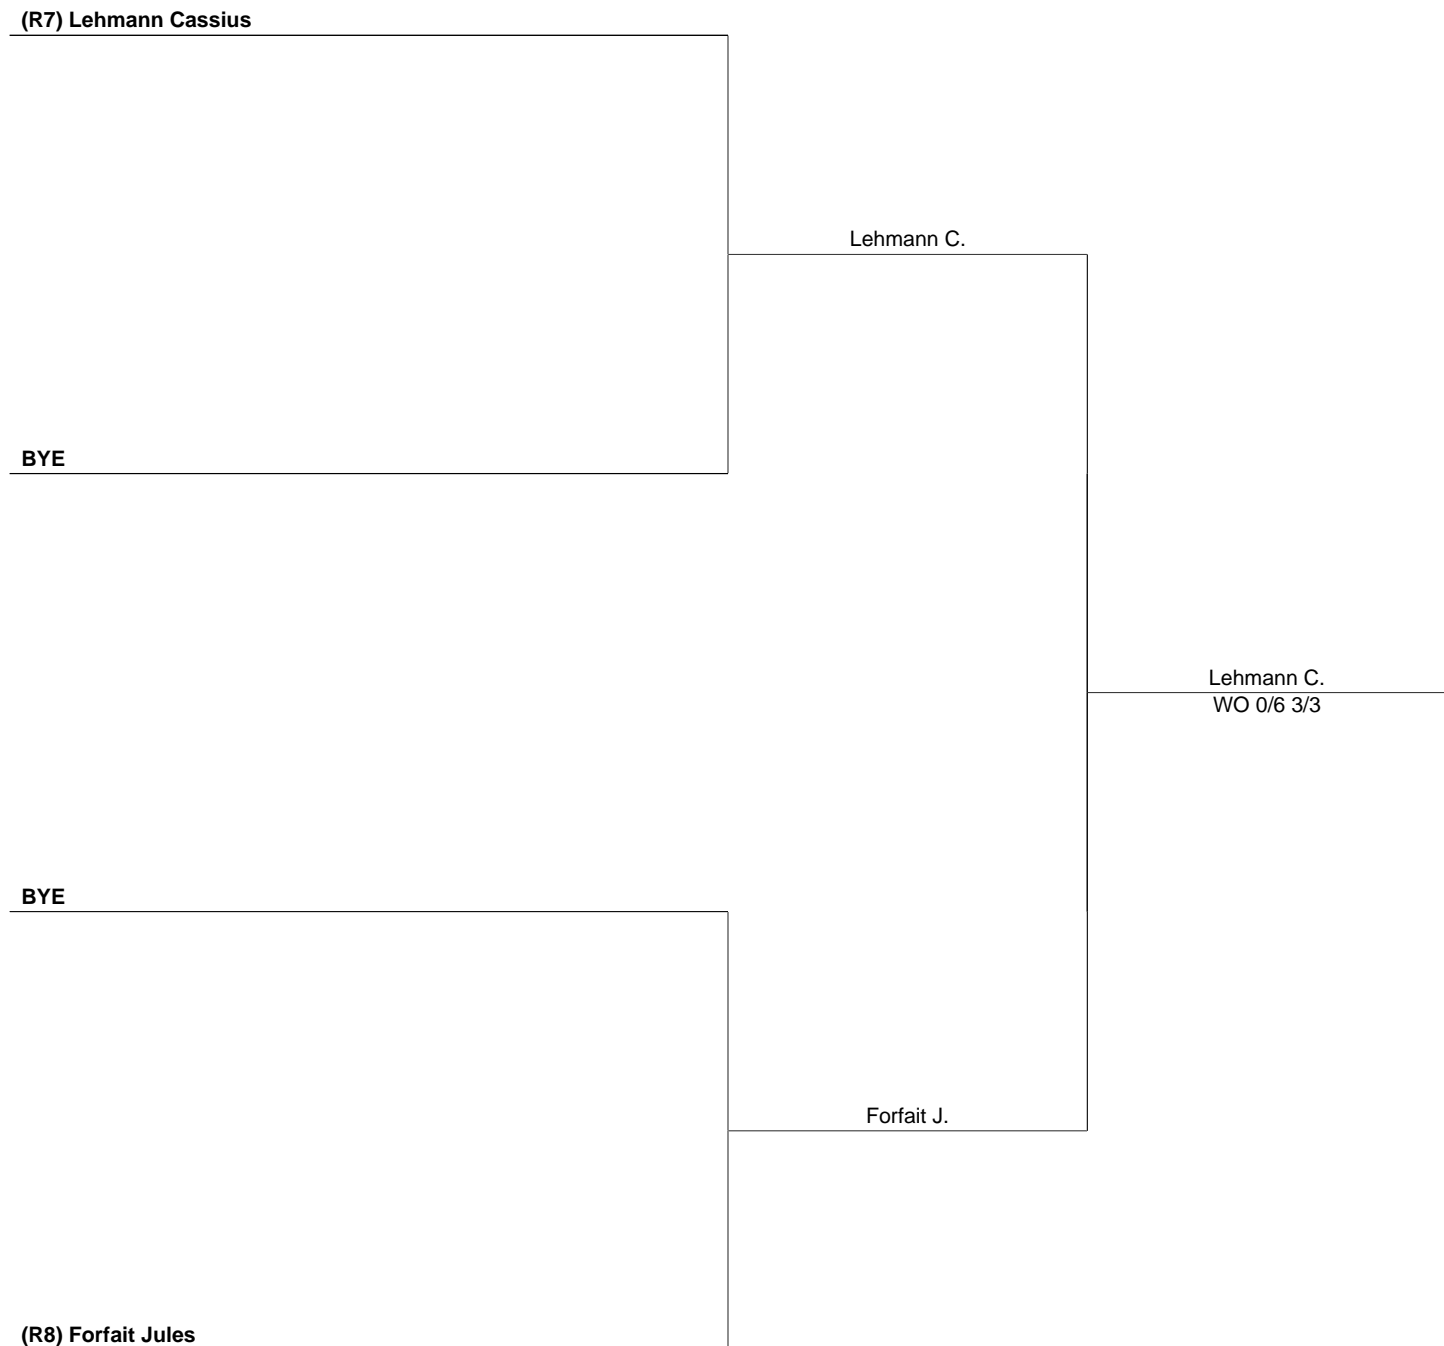 (R7) Lehmann Cassius
Lehmann C.
BYE
Lehmann C.
WO 0/6 3/3
BYE
Forfait J.
(R8) Forfait Jules